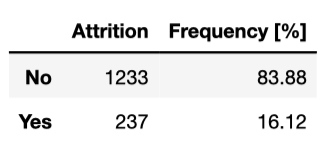 Attrition Frequency [%]
No 1233 83.88
Yes 237 16.12